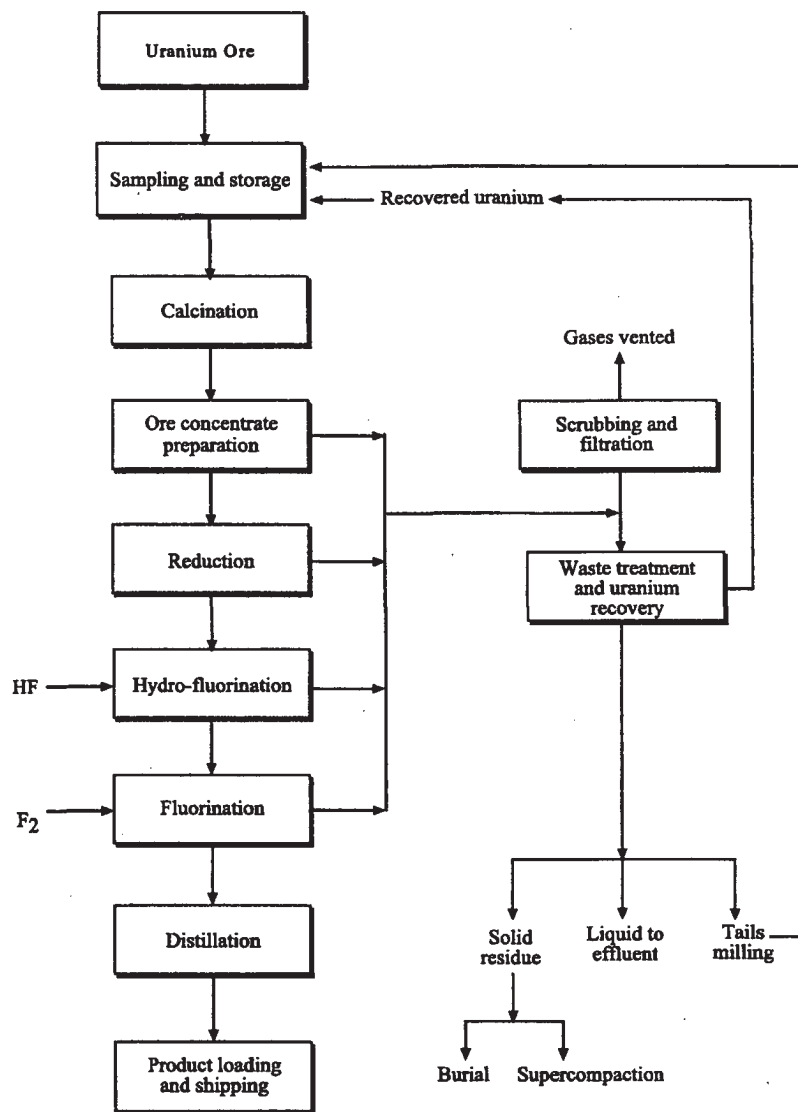 Uranium Ore
Sampling and storage
Recovered uranium
Calcination
Gases vented
Ore concentrate
preparation
Scrubbing and
filtration
Reduction
Waste treatment
and uranium
recovery
HF
Hydro-fluorination
F2
Fluorination
Distillation
Solid
residue
Liquid to
effluent
Tails
milling
Product loading
and shipping
Burial
Supercompaction